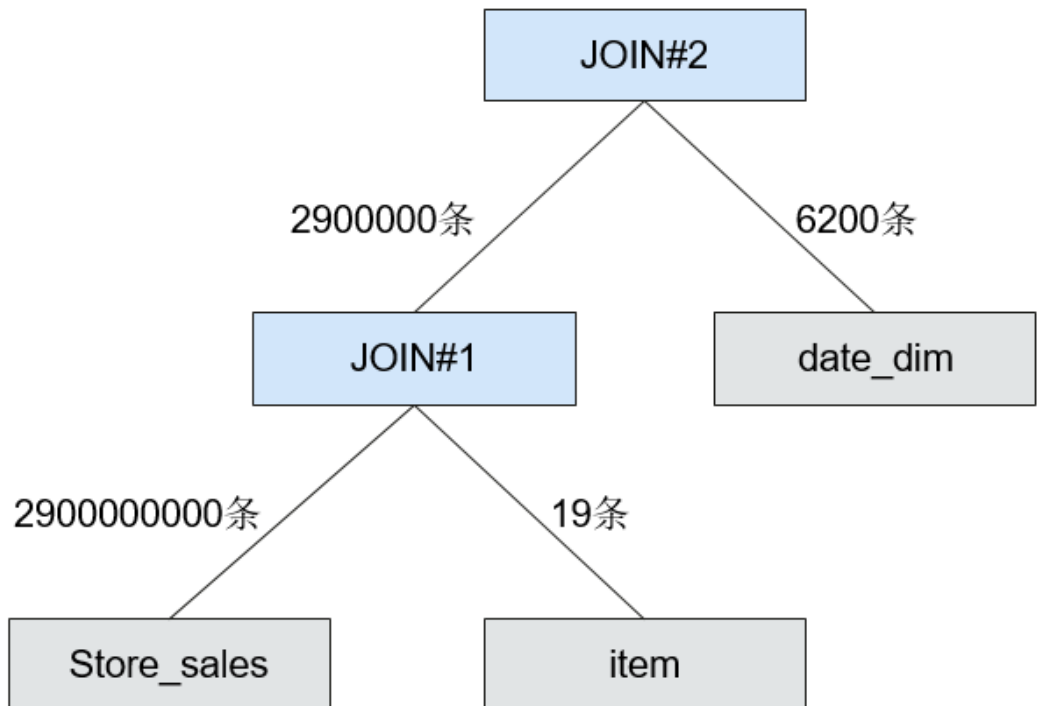 JOIN#2
2900000条
6200条
JOIN#1
date_dim
2900000000条
19条
Store_sales
item